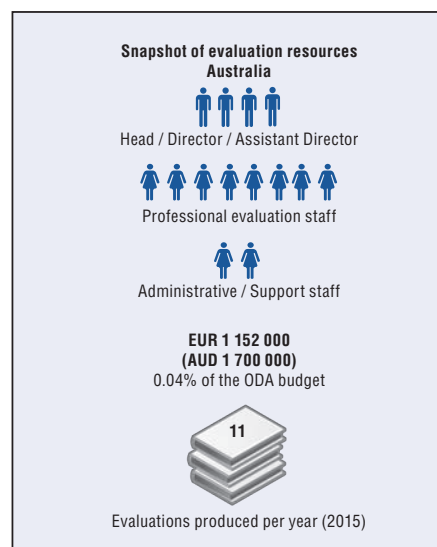 Snapshot of evaluation resources
Australia
Head / Director / Assistant Director
Professional evaluation staff
Administrative / Support staff
EUR 1 152 000
(AUD 1 700 000)
0.04% of the ODA budget
11
Evaluations produced per year (2015)